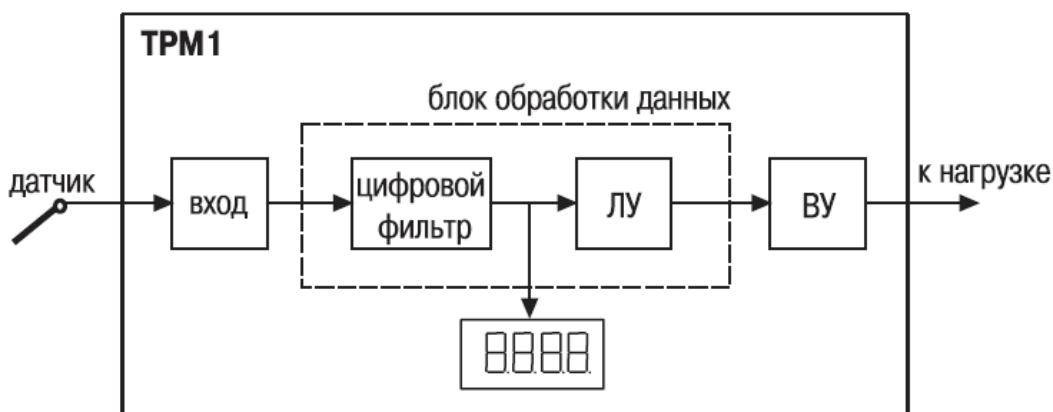 ТРМ1
блок обработки данных
датчик
вход
цифровой
фильтр
ЛУ
ВУ
к нагрузке
8.8.8.8